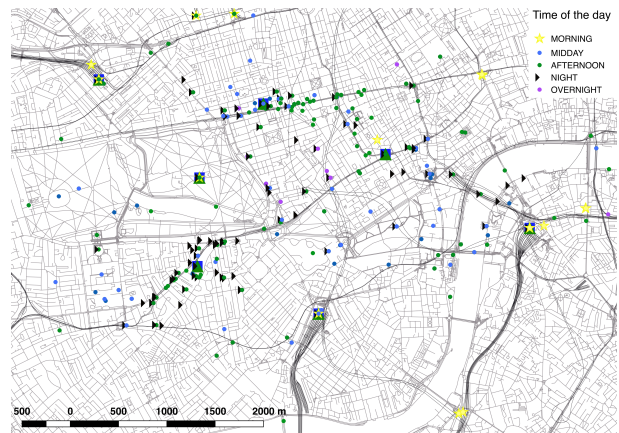 Time of the day
MORNING
MIDDAY
AFTERNOON
NIGHT
OVERNIGHT
500 0 500 1000 1500 2000 m